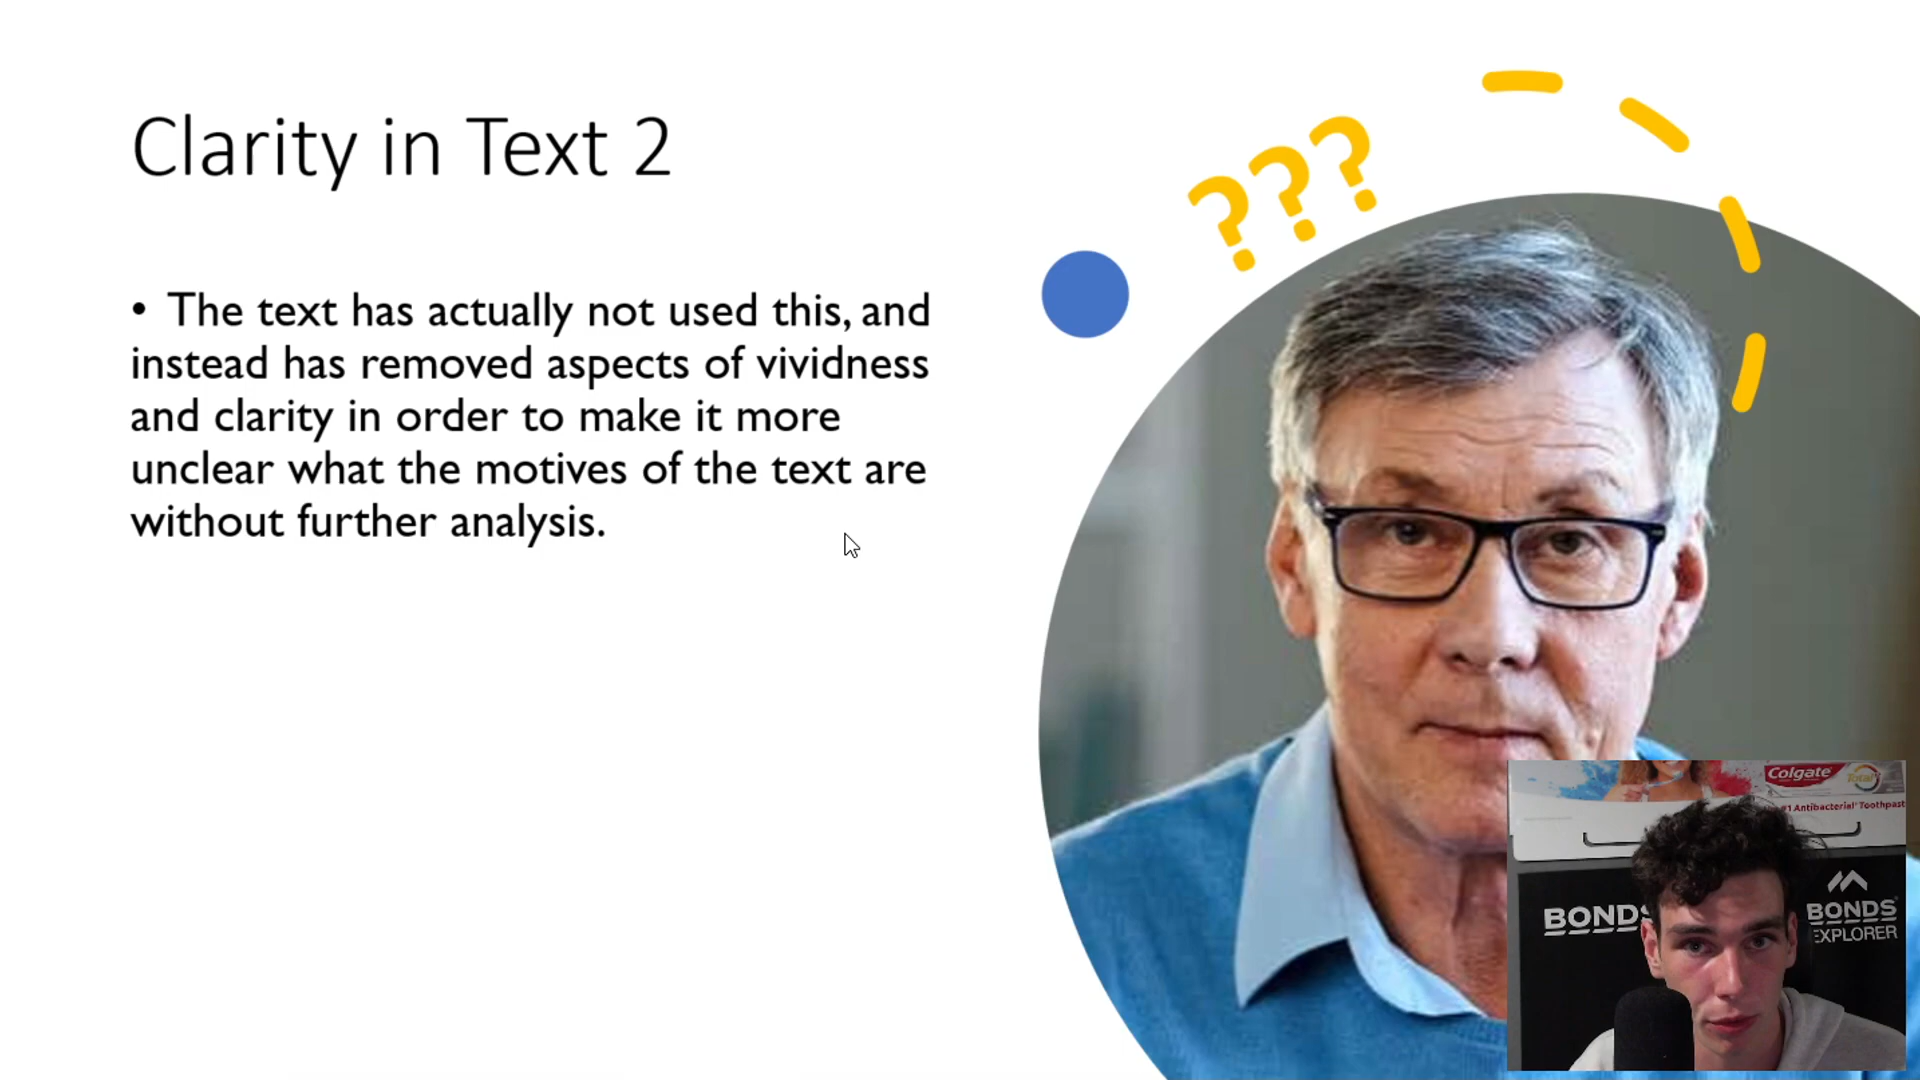 Clarity in Text 2
???
• The text has actually not used this, and
instead has removed aspects of vividness
and clarity in order to make it more
unclear what the motives of the text are
without further analysis.
Colgate Total
#1 Antibacterial Toothpast
BONDS
BONDS
EXPLORER